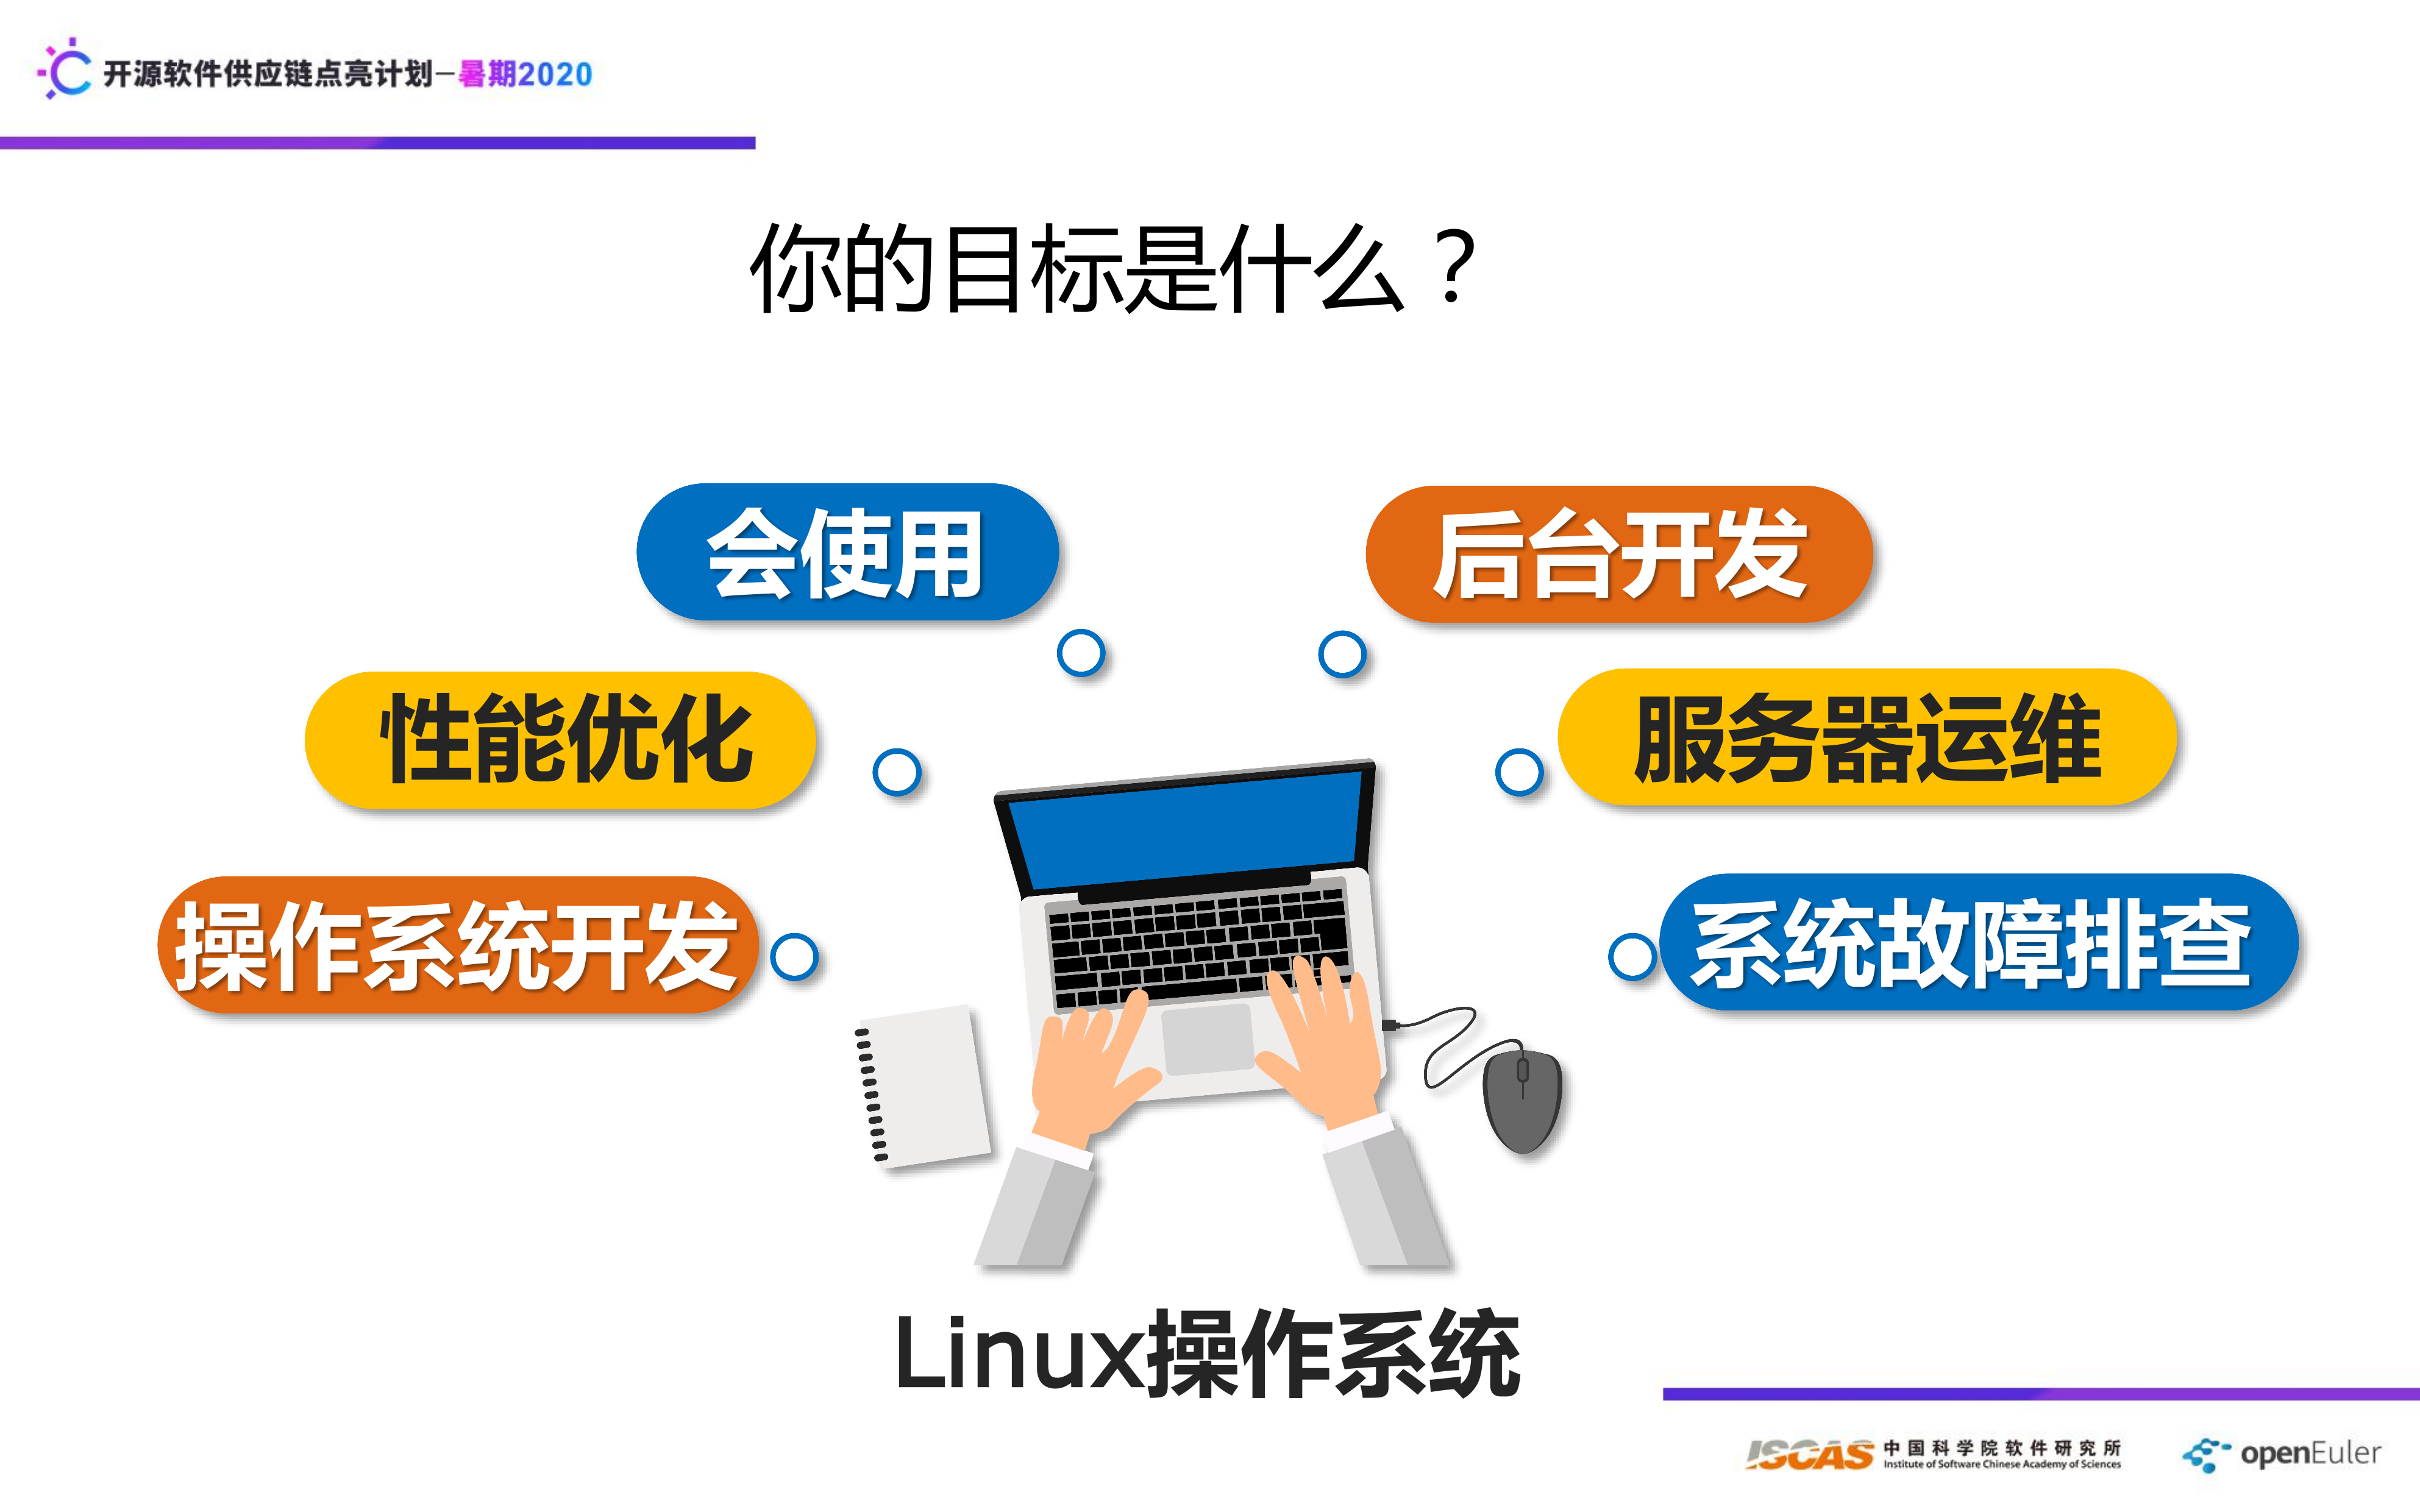 开源软件供应链点亮计划—暑期2020
你的目标是什么？
会使用
后台开发
性能优化
服务器运维
操作系统开发
系统故障排查
Linux操作系统
ISCAS 中国科学院软件研究所
Institute of Software Chinese Academy of Sciences
openEuler